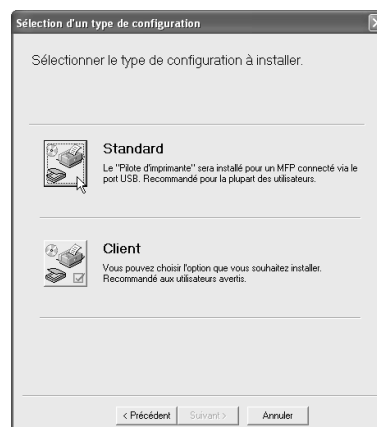 Sélection d'un type de configuration
Sélectionner le type de configuration à installer.
Standard
Le "Pilote d'imprimante" sera installé pour un MFP connecté via le
port USB. Recommandé pour la plupart des utilisateurs.
Client
Vous pouvez choisir l'option que vous souhaitez installer.
Recommandé aux utilisateurs avertis.
< Précédent
Suivant >
Annuler